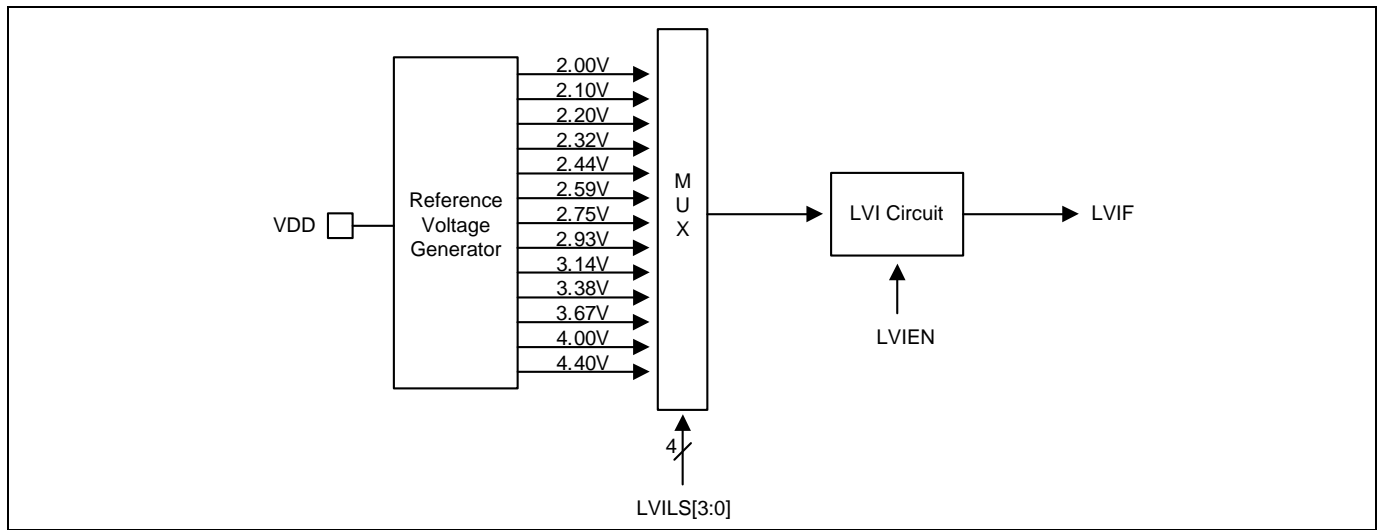 VDD
Reference
Voltage
Generator
2.00V
2.10V
2.20V
2.32V
2.44V
2.59V
2.75V
2.93V
3.14V
3.38V
3.67V
4.00V
4.40V
M
U
X
4
LVILS[3:0]
LVI Circuit
LVIEN
LVIF